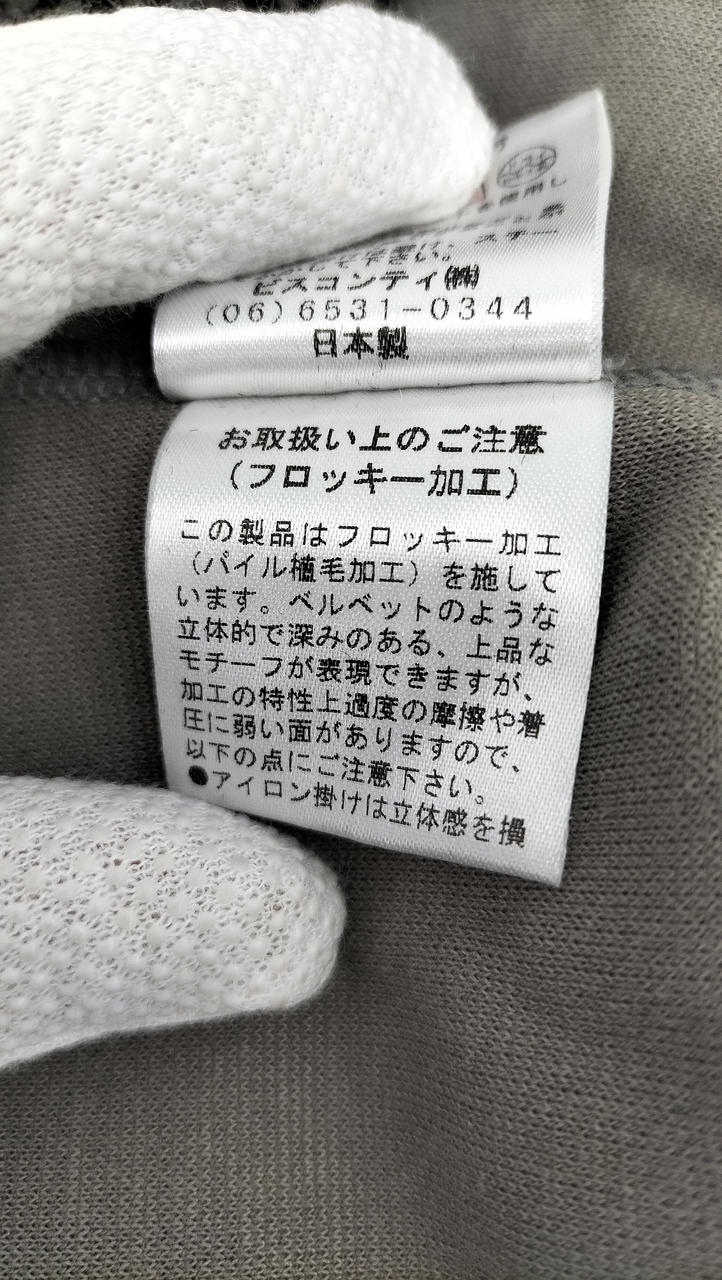 を使用し
下さい。
ビスコンティ㈱
(06)6531-0344
日本製
お取扱い上のご注意
(フロッキー加工)
この製品はフロッキー加工
(パイル植毛加工)を施して
います。ベルベットのような
立体的で深みのある、上品な
モチーフが表現できますが、
加工の特性上過度の摩擦や着
圧に弱い面がありますので、
以下の点にご注意下さい。
●アイロン掛けは立体感を損